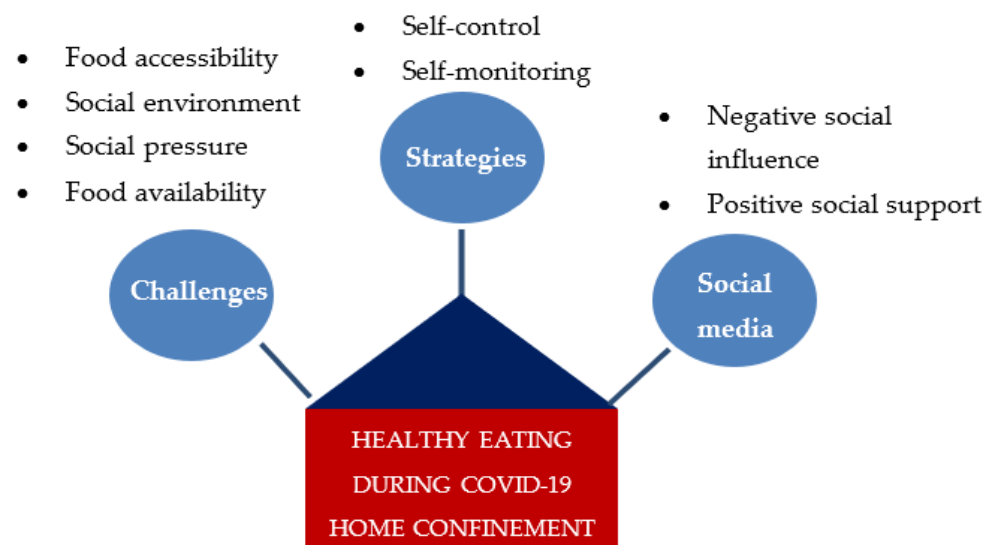 • Food accessibility
• Social environment
• Social pressure
• Food availability
Challenges
• Self-control
• Self-monitoring
Strategies
• Negative social
influence
• Positive social support
Social
media
HEALTHY EATING
DURING COVID-19
HOME CONFINEMENT